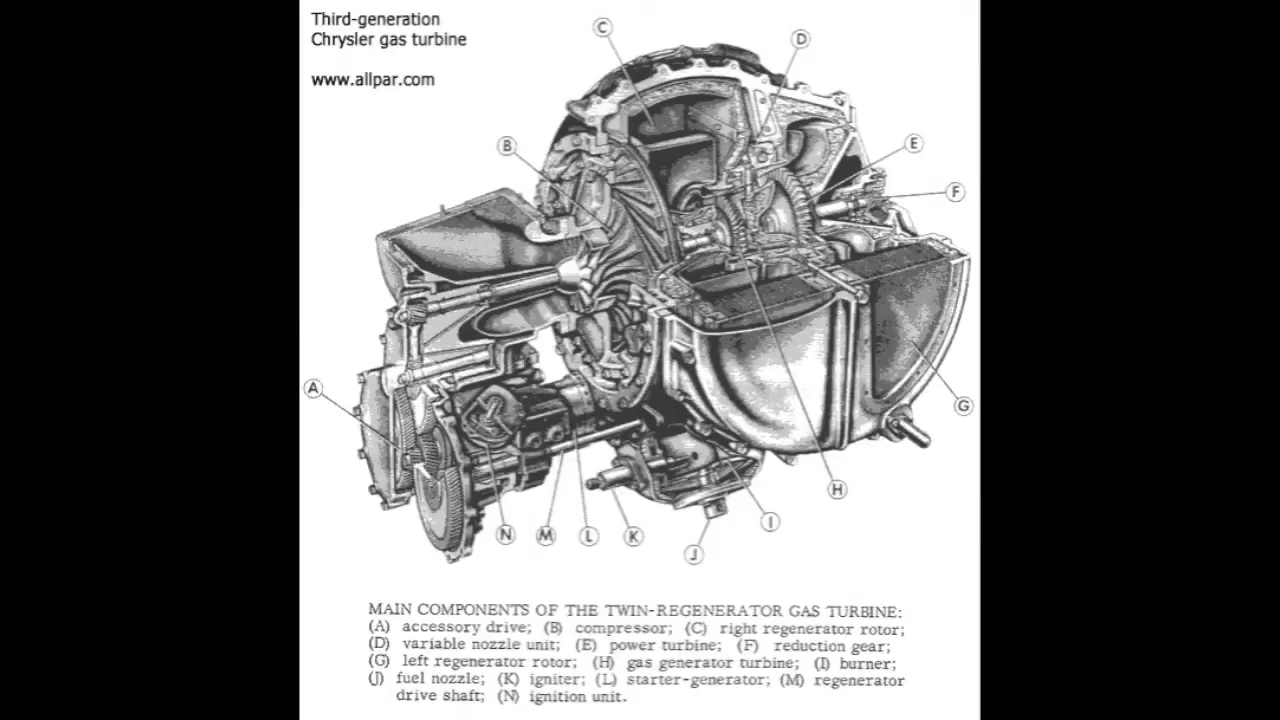 Third-generation
Chrysler gas turbine
www.allpar.com
C
D
B
E
F
A
G
H
N
M
L
K
J
I
MAIN COMPONENTS OF THE TWIN-REGENERATOR GAS TURBINE:
(A) accessory drive; (B) compressor; (C) right regenerator rotor;
(D) variable nozzle unit; (E) power turbine; (F) reduction gear;
(G) left regenerator rotor; (H) gas generator turbine; (I) burner;
(J) fuel nozzle; (K) igniter; (L) starter-generator; (M) regenerator
drive shaft; (N) ignition unit.